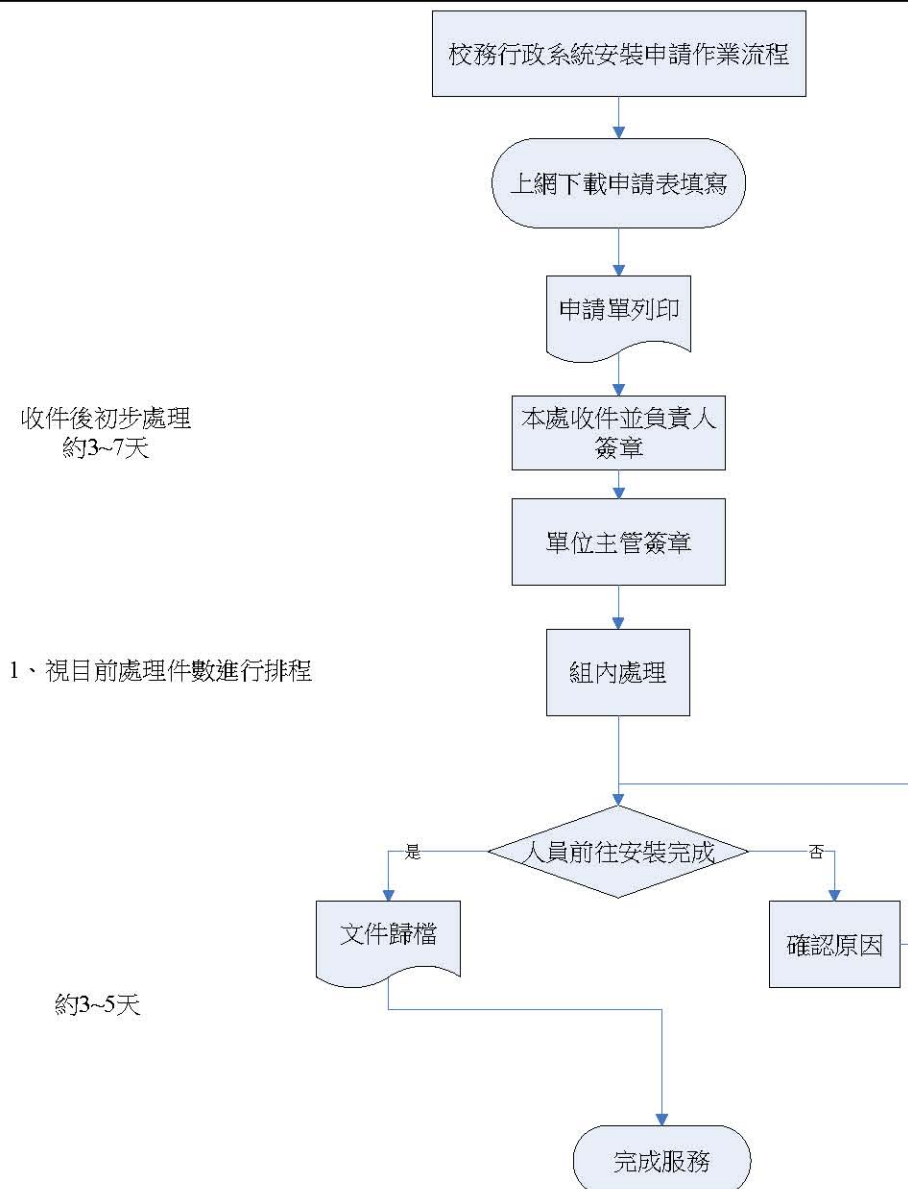 校務行政系統安裝申請作業流程
上網下載申請表填寫
申請單列印
收件後初步處理
約3~7天
本處收件並負責人
簽章
單位主管簽章
1、視目前處理件數進行排程
組內處理
人員前往安裝完成
是
否
文件歸檔
確認原因
約3~5天
完成服務